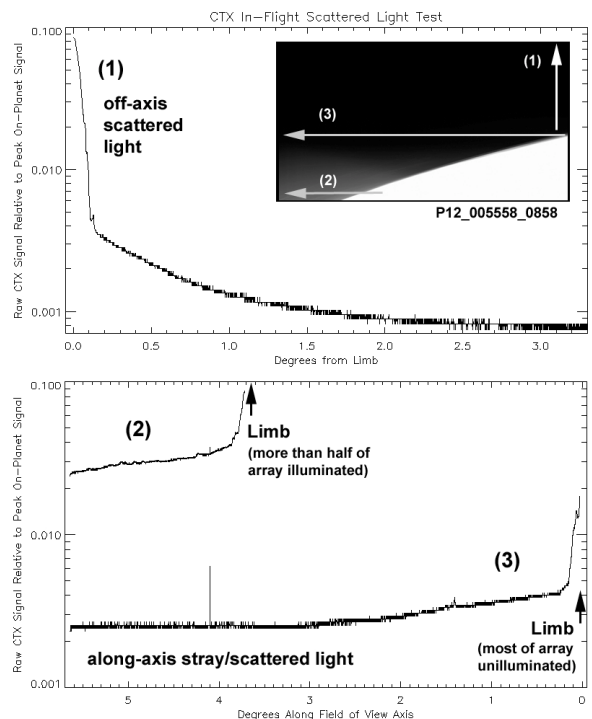 CTX In-Flight Scattered Light Test
Raw CTX Signal Relative to Peak On-Planet Signal
0.100
0.010
0.001
(1)
off-axis
scattered
light
(1)
(3)
(2)
P12_005558_0858
0.0
0.5
1.0
1.5
2.0
2.5
3.0
Degrees from Limb
Raw CTX Signal Relative to Peak On-Planet Signal
0.100
0.010
0.001
(2)
Limb
(more than half of
array illuminated)
(3)
Limb
(most of array
unilluminated)
along-axis stray/scattered light
5
4
3
2
1
0
Degrees Along Field of View Axis